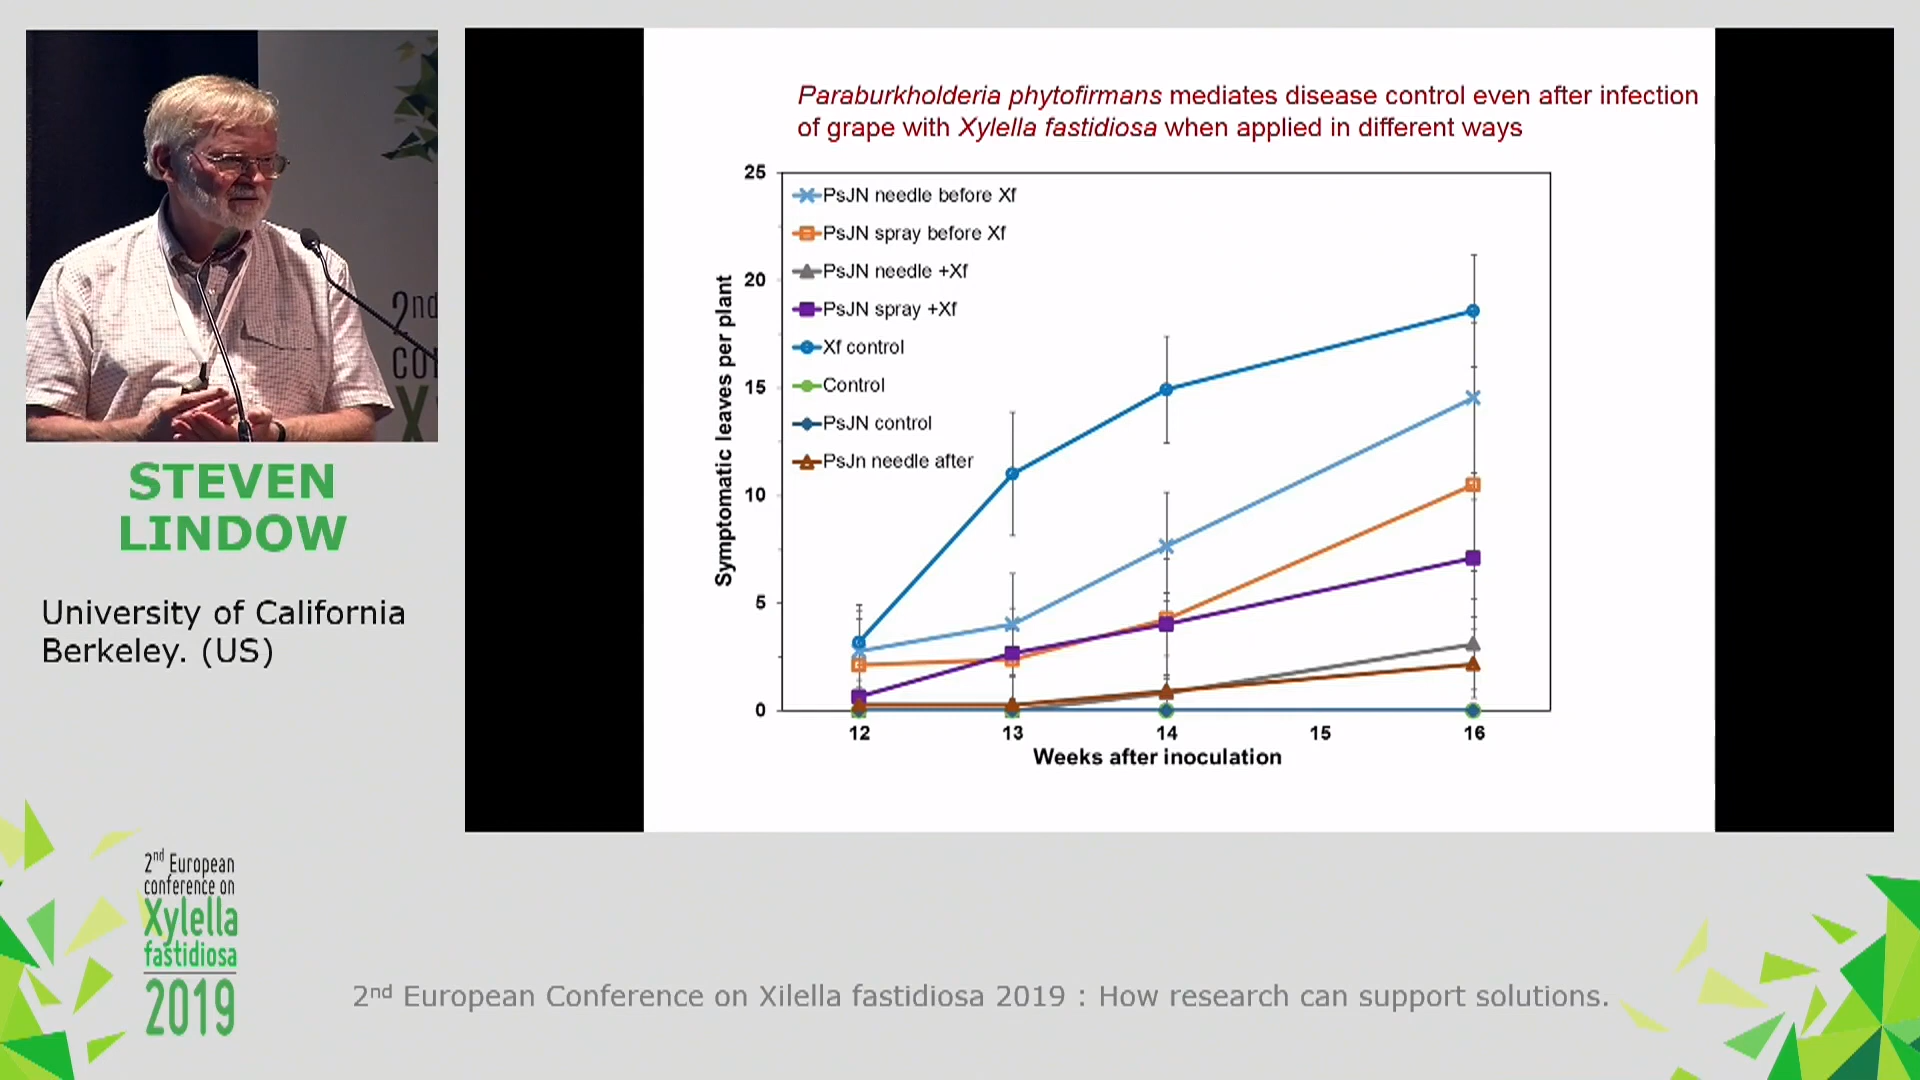 2nd
CON
X
STEVEN
LINDOW
University of California
Berkeley. (US)
Paraburkholderia phytofirmans mediates disease control even after infection
of grape with Xylella fastidiosa when applied in different ways
25
20
15
10
5
0
Symptomatic leaves per plant
PsJN needle before Xf
PsJN spray before Xf
PsJN needle +Xf
PsJN spray +Xf
Xf control
Control
PsJN control
PsJn needle after
12 13 14 15 16
Weeks after inoculation
2nd European
conference on
Xylella
fastidiosa
2019
2nd European Conference on Xilella fastidiosa 2019 : How research can support solutions.